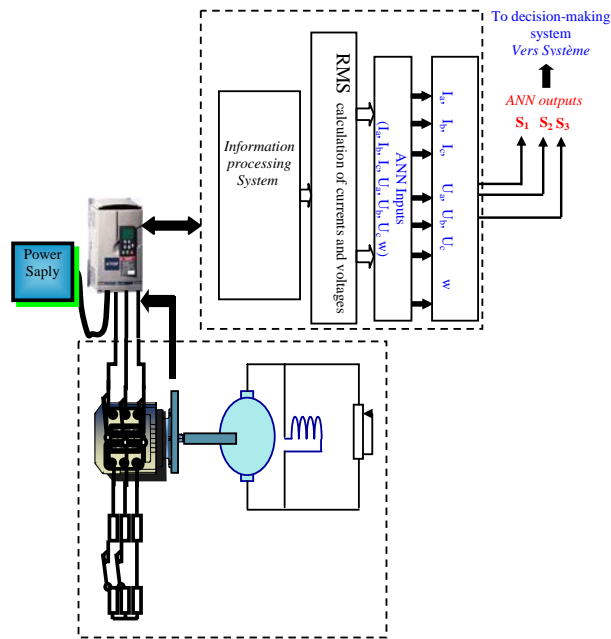 To decision-making
system
Vers Système
ANN outputs
S1 S2 S3
Information
processing
System
RMS
calculation of currents and voltages
ANN Inputs
(Ia, Ib, Ic, Ua, Ub, Uc w)
Ia, Ib, Ic, Ua, Ub, Uc w
Power
Saply